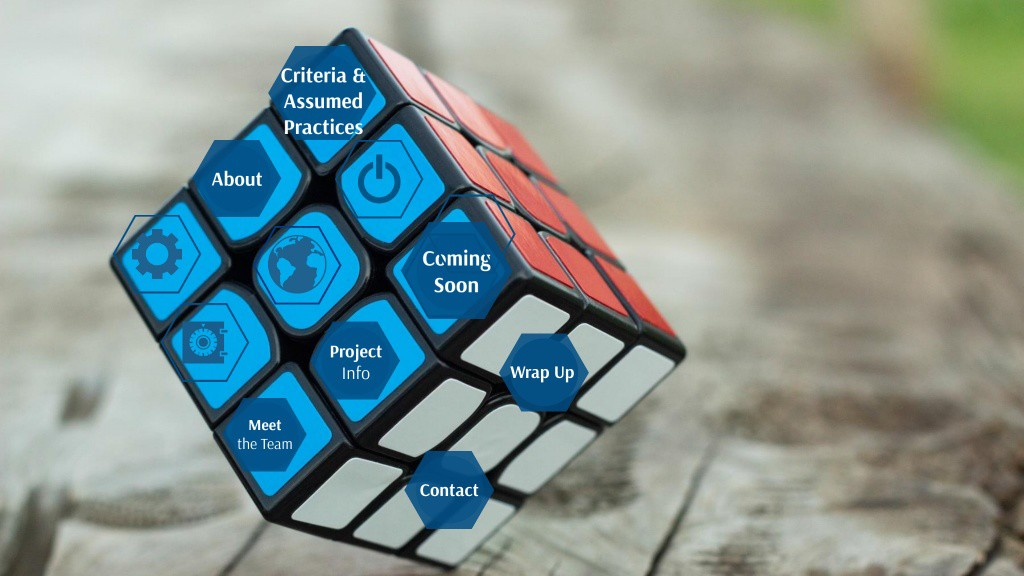 Criteria &
Assumed
Practices
About
Coming
Soon
Project
Info
Wrap Up
Meet
the Team
Contact